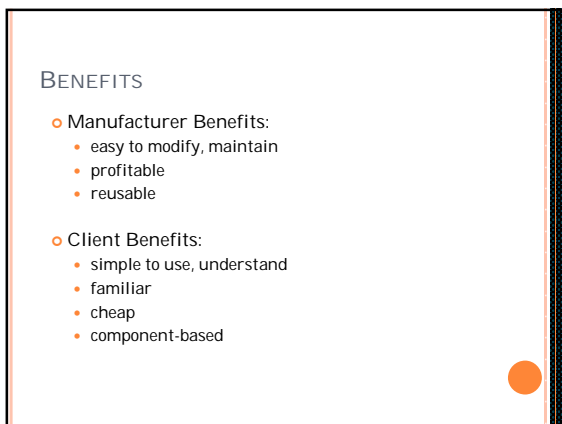 BENEFITS
Manufacturer Benefits:
easy to modify, maintain
profitable
reusable
Client Benefits:
simple to use, understand
familiar
cheap
component-based